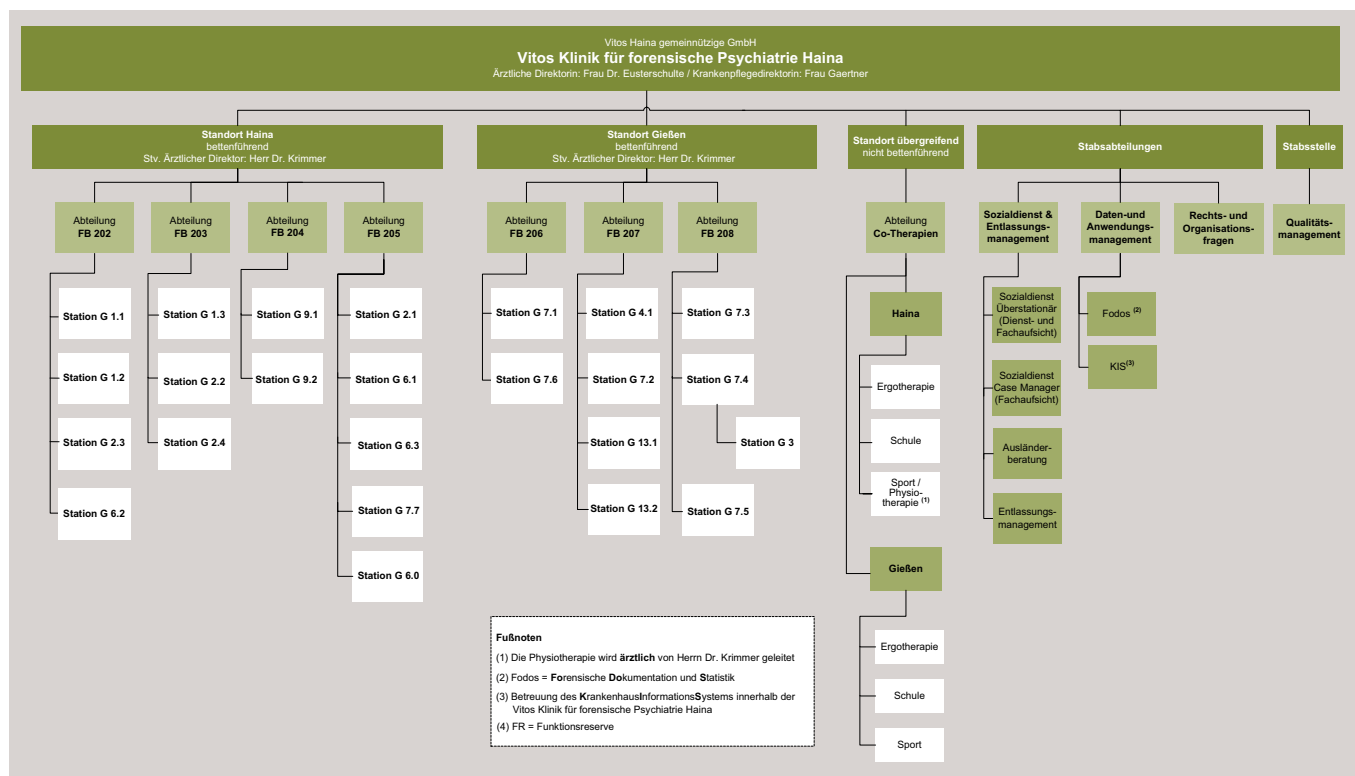 Vitos Haina gemeinnützige GmbH
Vitos Klinik für forensische Psychiatrie Haina
Ärztliche Direktorin: Frau Dr. Eusterschulte / Krankenpflegedirektorin: Frau Gaertner
Standort Haina
bettenführend
Stv. Ärztlicher Direktor: Herr Dr. Krimmer
Standort Gießen
bettenführend
Stv. Ärztlicher Direktor: Herr Dr. Krimmer
Standort übergreifend
nicht bettenführend
Stabsabteilungen
Stabsstelle
Abteilung
FB 202
Abteilung
FB 203
Abteilung
FB 204
Abteilung
FB 205
Abteilung
FB 206
Abteilung
FB 207
Abteilung
FB 208
Abteilung
Co-Therapien
Sozialdienst &
Entlassungs-
management
Daten-und
Anwendungs-
management
Rechts- und
Organisations-
fragen
Qualitäts-
management
Station G 1.1
Station G 1.2
Station G 2.3
Station G 6.2
Station G 1.3
Station G 2.2
Station G 2.4
Station G 9.1
Station G 9.2
Station G 2.1
Station G 6.1
Station G 6.3
Station G 7.7
Station G 6.0
Station G 7.1
Station G 7.6
Station G 4.1
Station G 7.2
Station G 13.1
Station G 13.2
Station G 7.3
Station G 7.4
Station G 3
Station G 7.5
Haina
Ergotherapie
Schule
Sport /
Physio-
therapie (1)
Gießen
Ergotherapie
Schule
Sport
Sozialdienst
Überstationär
(Dienst- und
Fachaufsicht)
Sozialdienst
Case Manager
(Fachaufsicht)
Ausländer-
beratung
Entlassungs-
management
Fodos (2)
KIS(3)
Fußnoten
(1) Die Physiotherapie wird ärztlich von Herrn Dr. Krimmer geleitet
(2) Fodos = Forensische Dokumentation und Statistik
(3) Betreuung des KrankenhausInformationsSystems innerhalb der
Vitos Klinik für forensische Psychiatrie Haina
(4) FR = Funktionsreserve